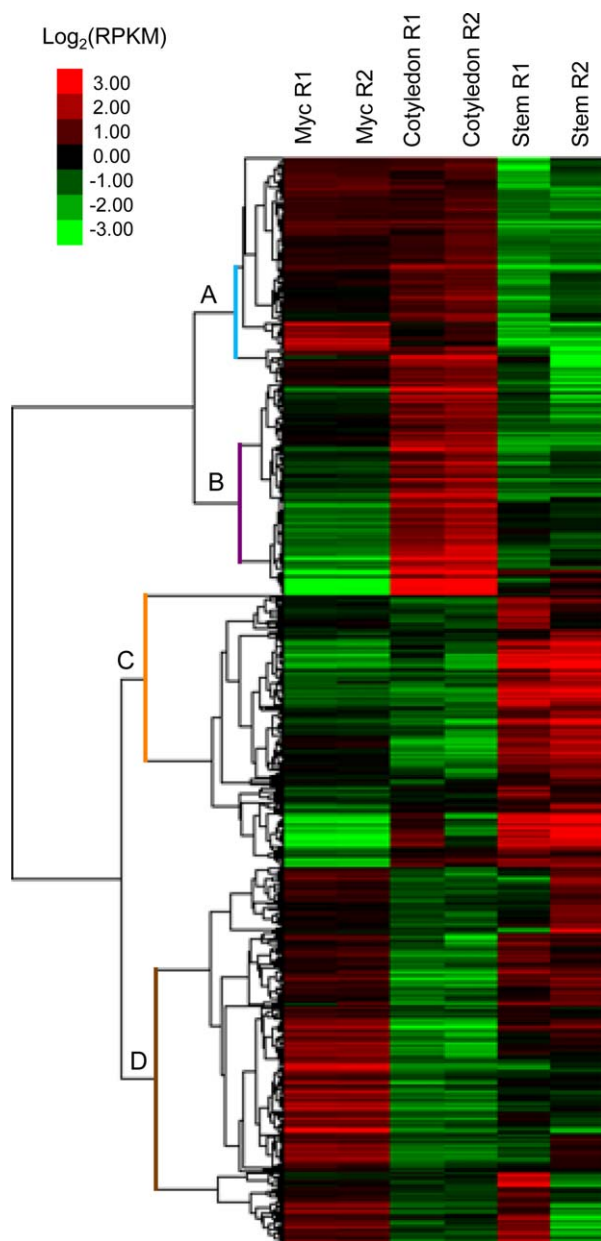 Log₂(RPKM)
3.00
2.00
1.00
0.00
-1.00
-2.00
-3.00
Myc R1
Myc R2
Cotyledon R1
Cotyledon R2
Stem R1
Stem R2
A
B
C
D